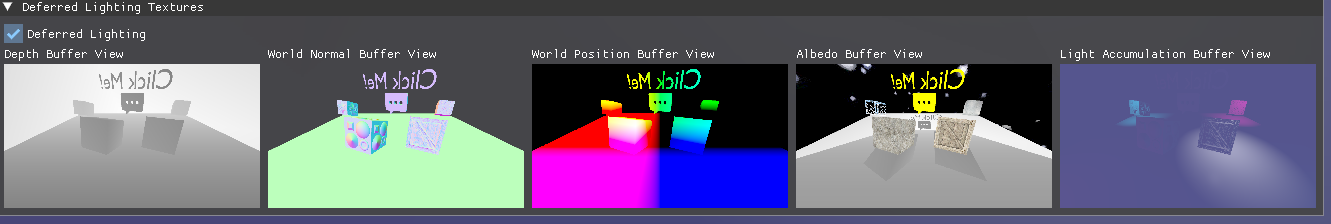 Deferred Lighting Textures
Deferred Lighting
Depth Buffer View
World Normal Buffer View
World Position Buffer View
Albedo Buffer View
Light Accumulation Buffer View
Click Me!
Click Me!
Click Me!
Click Me!